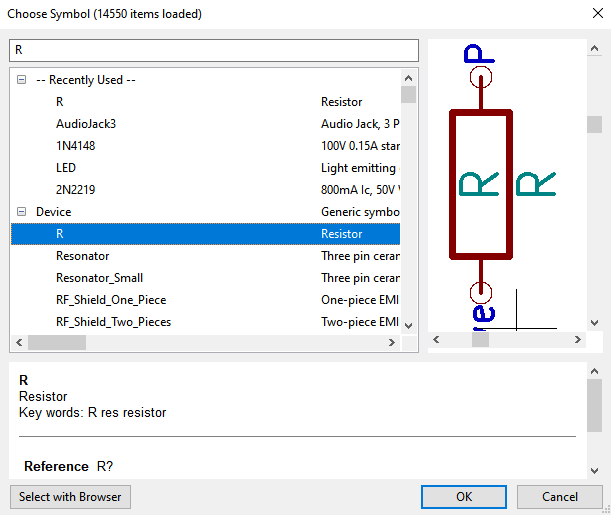 Choose Symbol (14550 items loaded)
R
-- Recently Used --
R Resistor
AudioJack3 Audio Jack, 3 P
1N4148 100V 0.15A stan
LED Light emitting
2N2219 800mA Ic, 50V
Device Generic symbo
R Resistor
Resonator Three pin ceran
Resonator_Small Three pin ceran
RF_Shield_One_Piece One-piece EMI
RF_Shield_Two_Pieces Two-piece EMI
P
R R
R
Resistor
Key words: R res resistor
Reference R?
Select with Browser OK Cancel